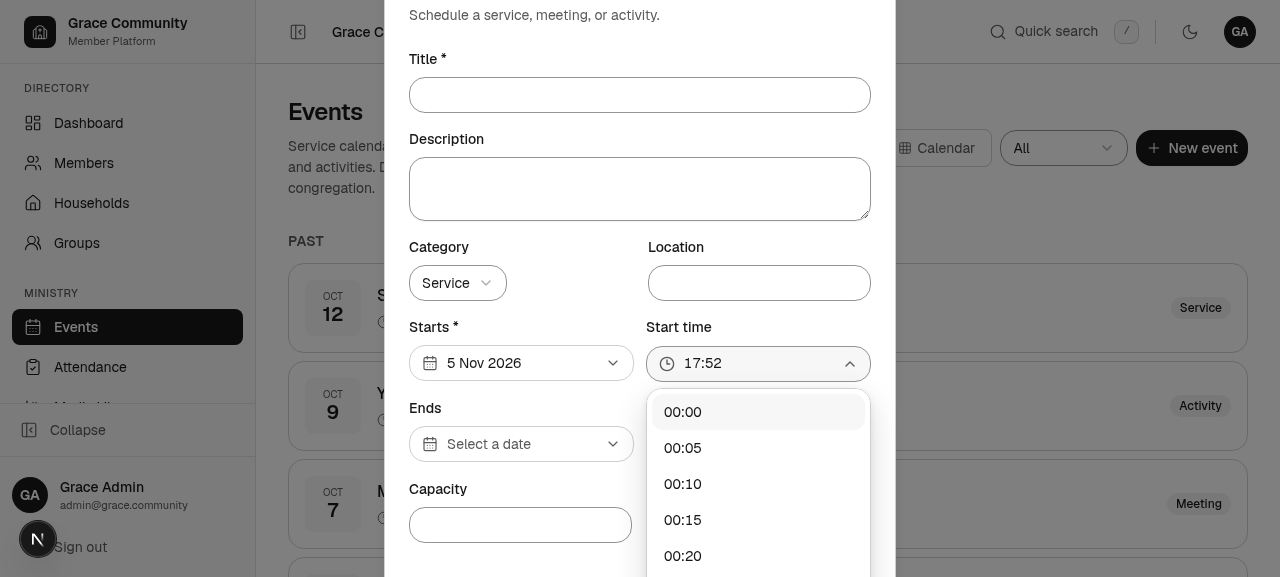 Grace Community
Member Platform
DIRECTORY
Dashboard
Members
Households
Groups
MINISTRY
Events
Attendance
Collapse
GA
Grace Admin
admin@grace.community
N
Sign out
Grace C
Quick search
/
GA
Events
Service calend
and activities. D
congregation.
Calendar
All
New event
PAST
OCT
12
S
Service
OCT
9
Y
Activity
OCT
7
M
Meeting
OCT
Schedule a service, meeting, or activity.
Title *
Description
Category
Location
Service
Starts *
Start time
5 Nov 2026
17:52
Ends
Select a date
Capacity
00:00
00:05
00:10
00:15
00:20